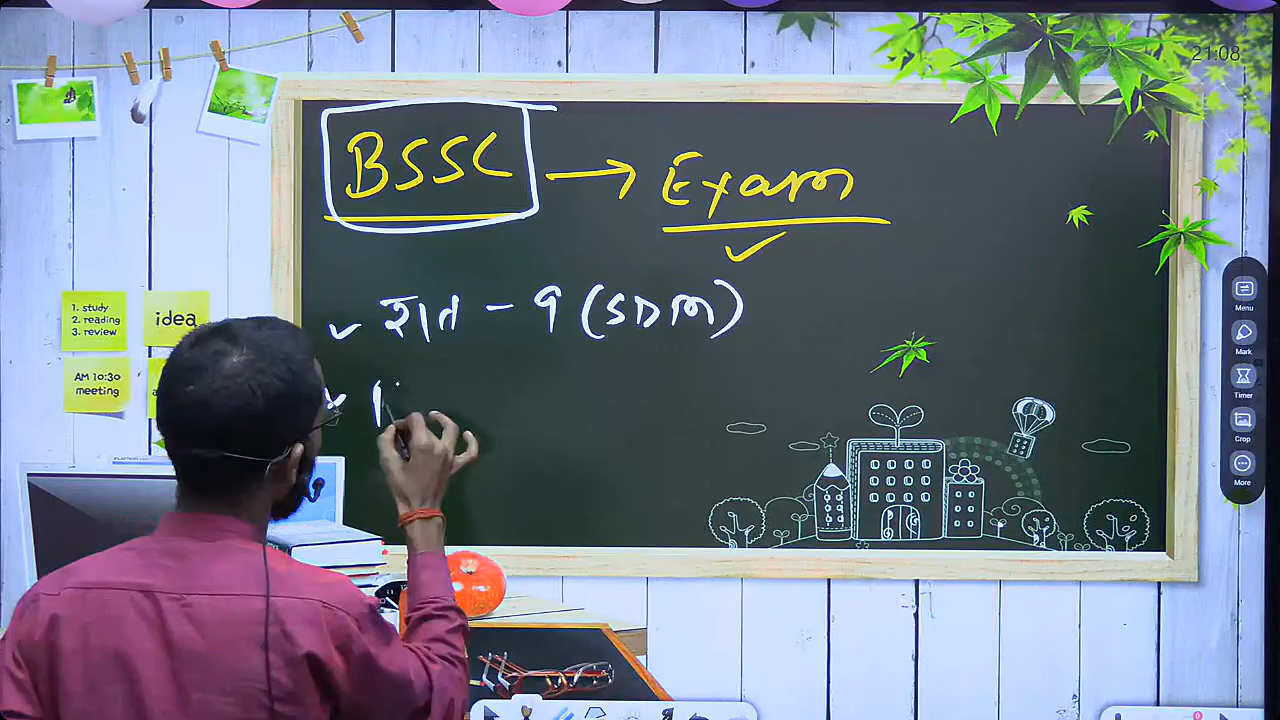 21:08
BSSC → Exam
रात - 9 (SDM)
1. study
2. reading
3. review
idea
AM 10:30
meeting
Menu
Mark
Timer
Crop
More